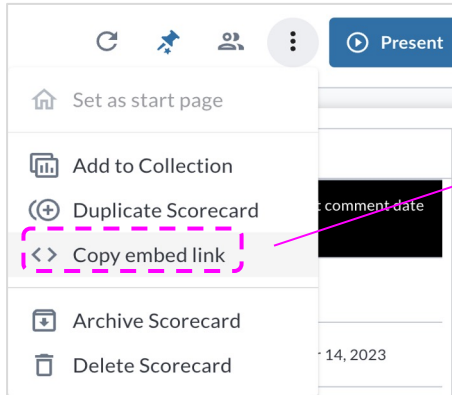 Present
Set as start page
Add to Collection
Duplicate Scorecard
comment date
Copy embed link
Archive Scorecard
14, 2023
Delete Scorecard